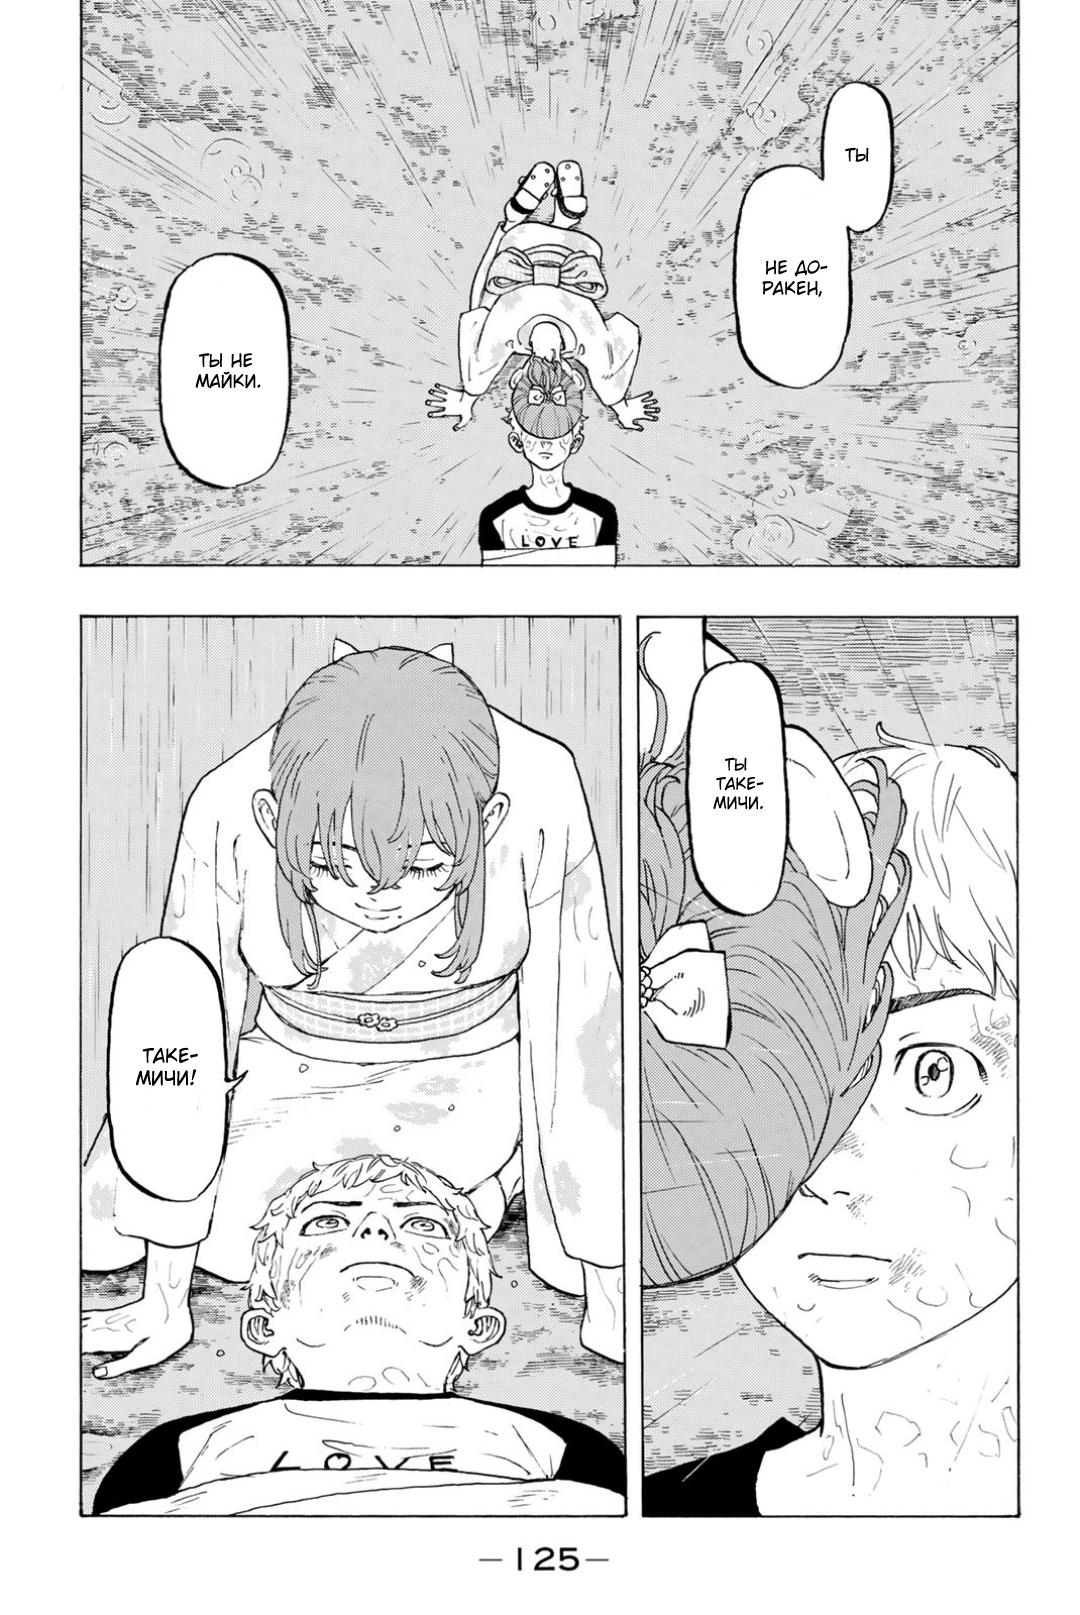 ТЫ
НЕ ДО-
РАКЕН,
ТЫ НЕ
МАЙКИ.
LOVE
ТЫ
ТАКЕ-
МИЧИ.
ТАКЕ-
МИЧИ!
LOVE
—125—